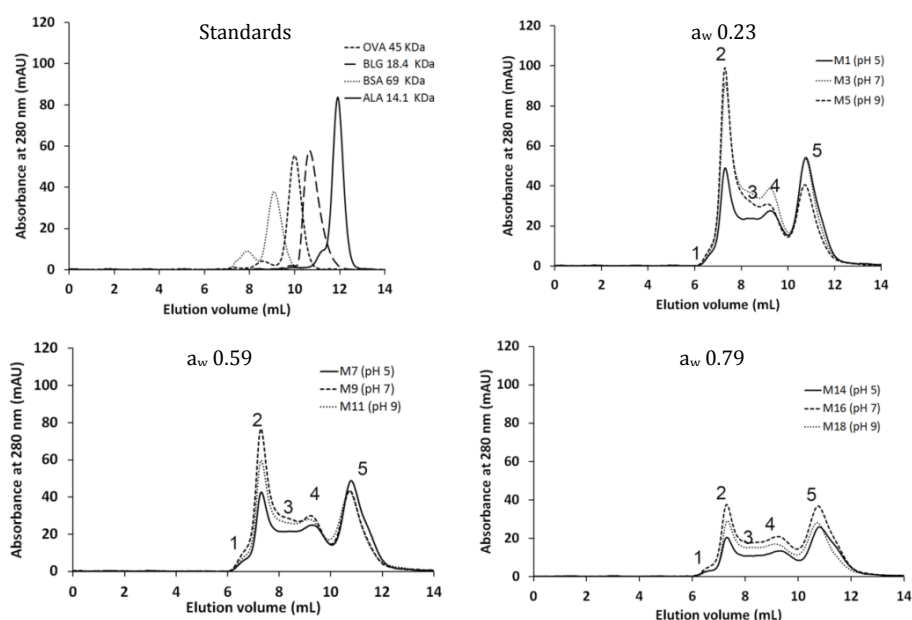 Standards
OVA 45 KDa
BLG 18.4 KDa
BSA 69 KDa
ALA 14.1 KDa
120
100
80
60
40
20
0
Absorbance at 280 nm (mAU)
0 2 4 6 8 10 12 14
Elution volume (mL)
aw 0.23
M1 (pH 5)
M3 (pH 7)
M5 (pH 9)
120
100
80
60
40
20
0
Absorbance at 280 nm (mAU)
1
2
3
4
5
0 2 4 6 8 10 12 14
Elution volume (mL)
aw 0.59
M7 (pH 5)
M9 (pH 7)
M11 (pH 9)
120
100
80
60
40
20
0
Absorbance at 280 nm (mAU)
1
2
3
4
5
0 2 4 6 8 10 12 14
Elution volume (mL)
aw 0.79
M14 (pH 5)
M16 (pH 7)
M18 (pH 9)
120
100
80
60
40
20
0
Absorbance at 280 nm (mAU)
1
2
3
4
5
0 2 4 6 8 10 12 14
Elution volume (mL)